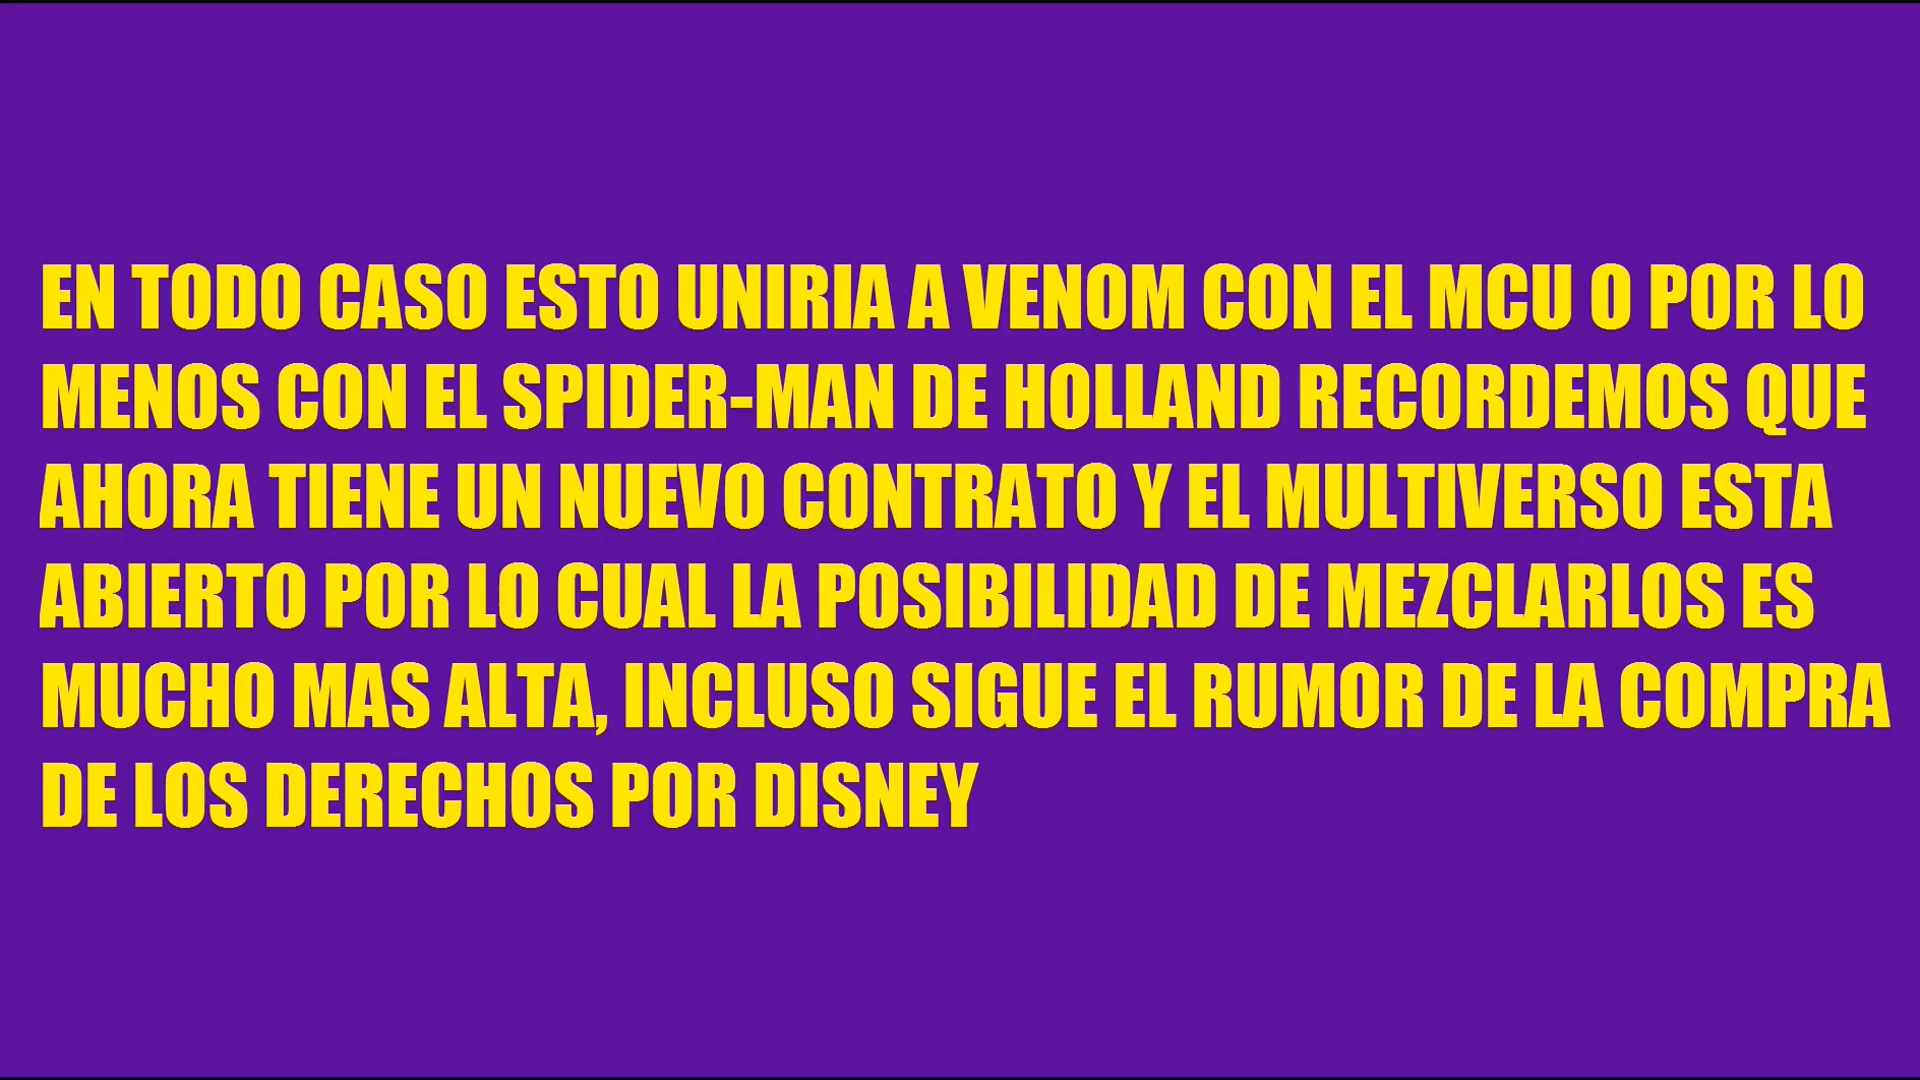 EN TODO CASO ESTO UNIRIA A VENOM CON EL MCU O POR LO
MENOS CON EL SPIDER-MAN DE HOLLAND RECORDEMOS QUE
AHORA TIENE UN NUEVO CONTRATO Y EL MULTIVERSO ESTA
ABIERTO POR LO CUAL LA POSIBILIDAD DE MEZCLARLOS ES
MUCHO MAS ALTA, INCLUSO SIGUE EL RUMOR DE LA COMPRA
DE LOS DERECHOS POR DISNEY